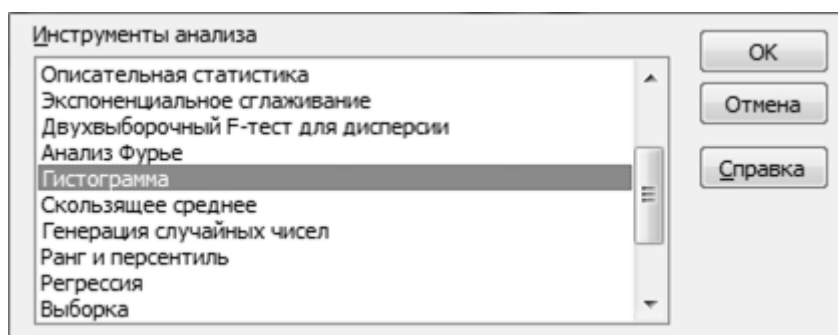 Инструменты анализа
Описательная статистика
Экспоненциальное сглаживание
Двухвыборочный F-тест для дисперсии
Анализ Фурье
Гистограмма
Скользящее среднее
Генерация случайных чисел
Ранг и персентиль
Регрессия
Выборка
ОК
Отмена
Справка